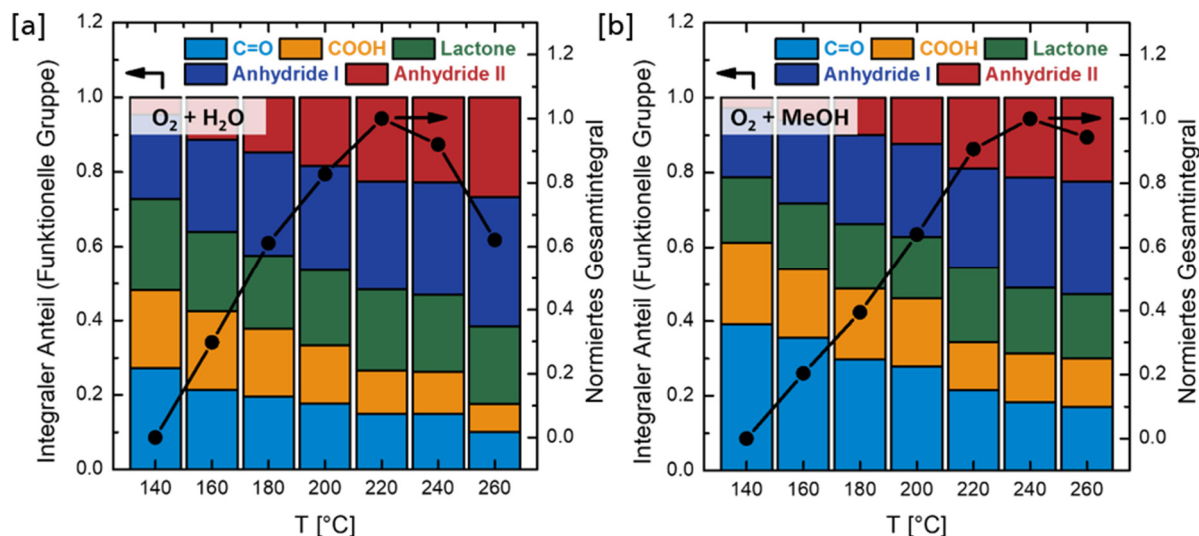 [a]
Integraler Anteil (Funktionelle Gruppe)
1.2
1.0
0.8
0.6
0.4
0.2
0.0
C=O COOH Lactone
Anhydride I Anhydride II
O₂ + H₂O
1.2
1.0
0.8
0.6
0.4
0.2
0.0
Normiertes Gesamtintegral
140 160 180 200 220 240 260
T [°C]
[b]
Integraler Anteil (Funktionelle Gruppe)
1.2
1.0
0.8
0.6
0.4
0.2
0.0
C=O COOH Lactone
Anhydride I Anhydride II
O₂ + MeOH
1.2
1.0
0.8
0.6
0.4
0.2
0.0
Normiertes Gesamtintegral
140 160 180 200 220 240 260
T [°C]